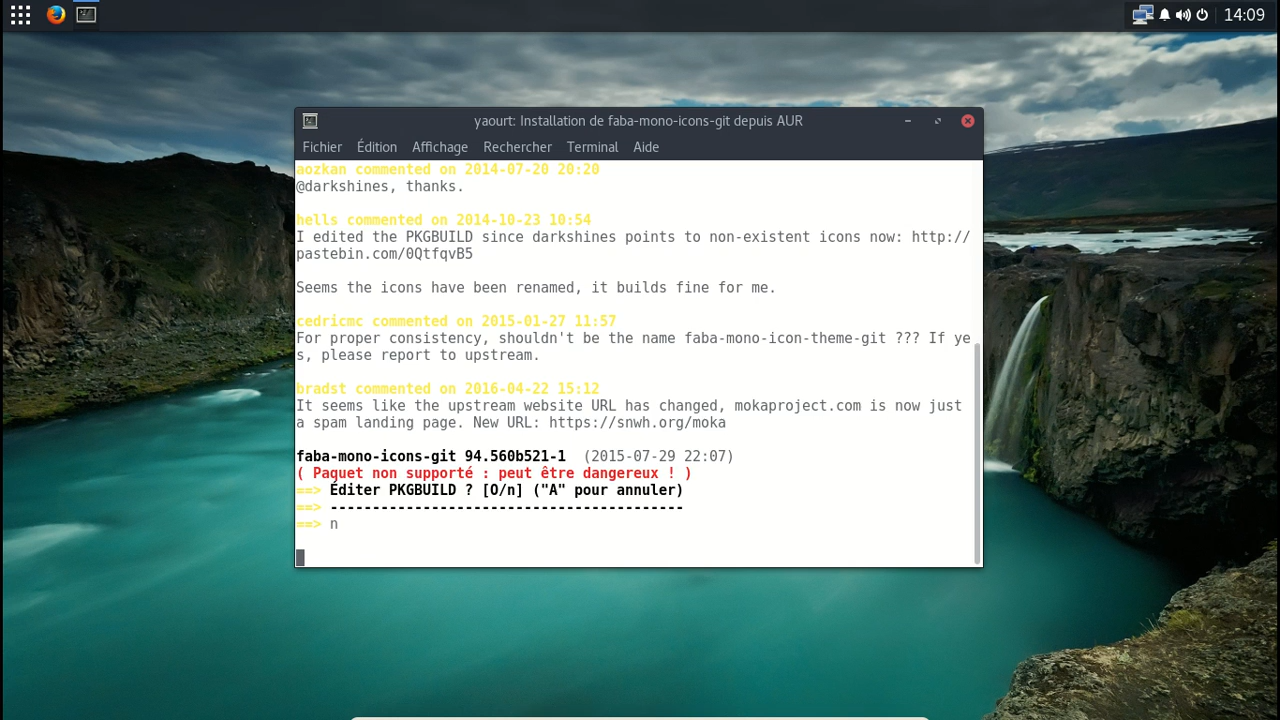 14:09
yaourt: Installation de faba-mono-icons-git depuis AUR
Fichier Édition Affichage Rechercher Terminal Aide
aozkan commented on 2014-07-20 20:20
@darkshines, thanks.
hells commented on 2014-10-23 10:54
I edited the PKGBUILD since darkshines points to non-existent icons now: http://
pastebin.com/0QtfqvB5
Seems the icons have been renamed, it builds fine for me.
cedricmc commented on 2015-01-27 11:57
For proper consistency, shouldn't be the name faba-mono-icon-theme-git ??? If ye
s, please report to upstream.
bradst commented on 2016-04-22 15:12
It seems like the upstream website URL has changed, mokaproject.com is now just
a spam landing page. New URL: https://snwh.org/moka
faba-mono-icons-git 94.560b521-1  (2015-07-29 22:07)
( Paquet non supporté : peut être dangereux ! )
==> Éditer PKGBUILD ? [O/n] ("A" pour annuler)
==> ------------------------------------------
==> n